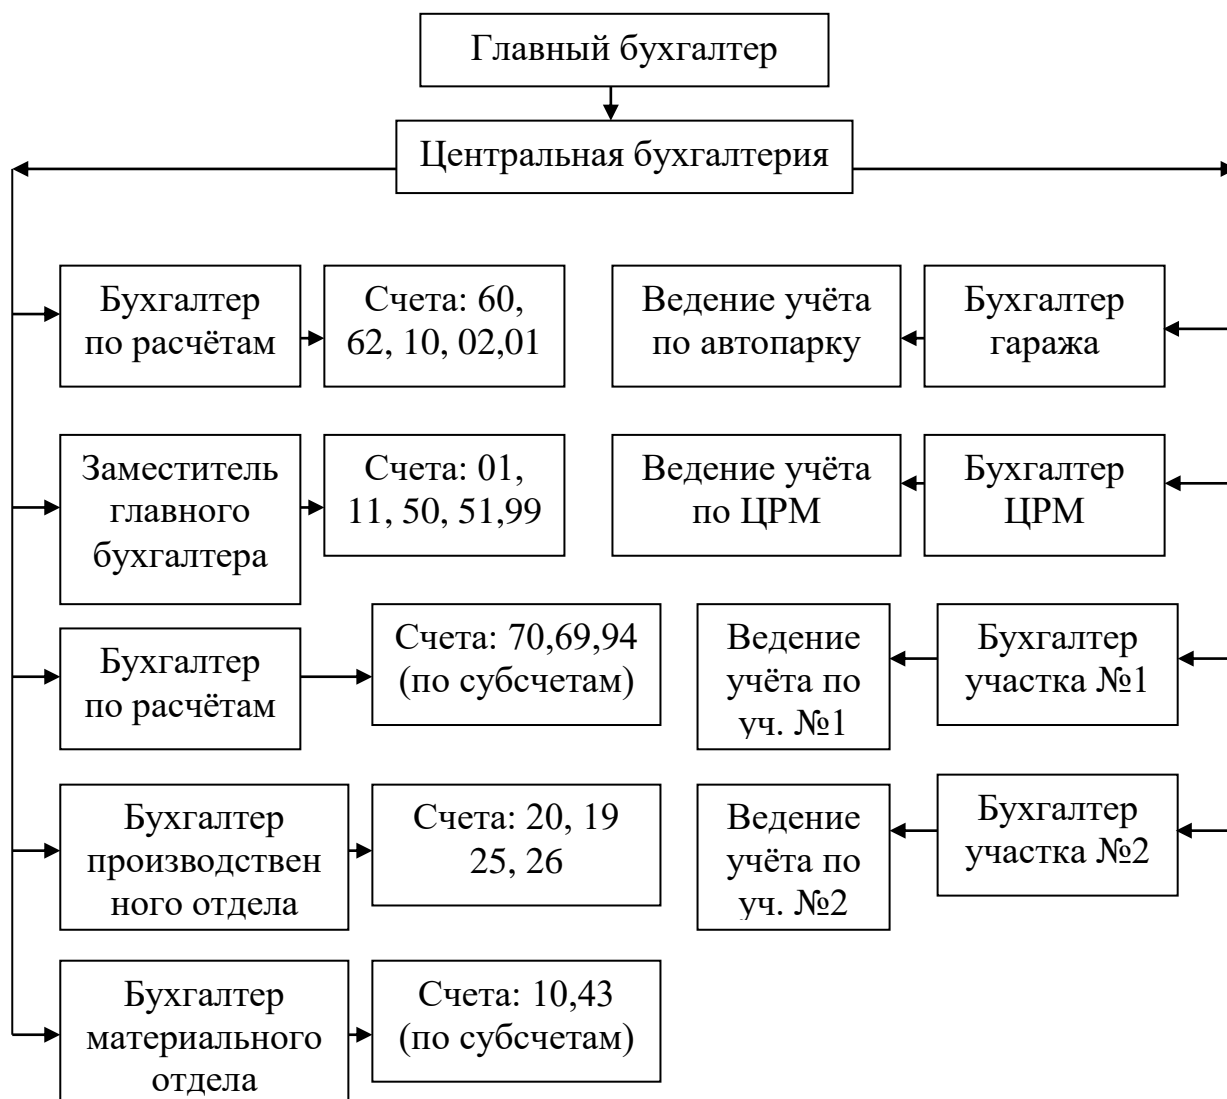 Главный бухгалтер
Центральная бухгалтерия
Бухгалтер
по расчётам
Счета: 60,
62, 10, 02,01
Ведение учёта
по автопарку
Бухгалтер
гаража
Заместитель
главного
бухгалтера
Счета: 01,
11, 50, 51,99
Ведение учёта
по ЦРМ
Бухгалтер
ЦРМ
Бухгалтер
по расчётам
Счета: 70,69,94
(по субсчетам)
Ведение
учёта по
уч. №1
Бухгалтер
участка №1
Бухгалтер
производствен
ного отдела
Счета: 20, 19
25, 26
Ведение
учёта по
уч. №2
Бухгалтер
участка №2
Бухгалтер
материального
отдела
Счета: 10,43
(по субсчетам)